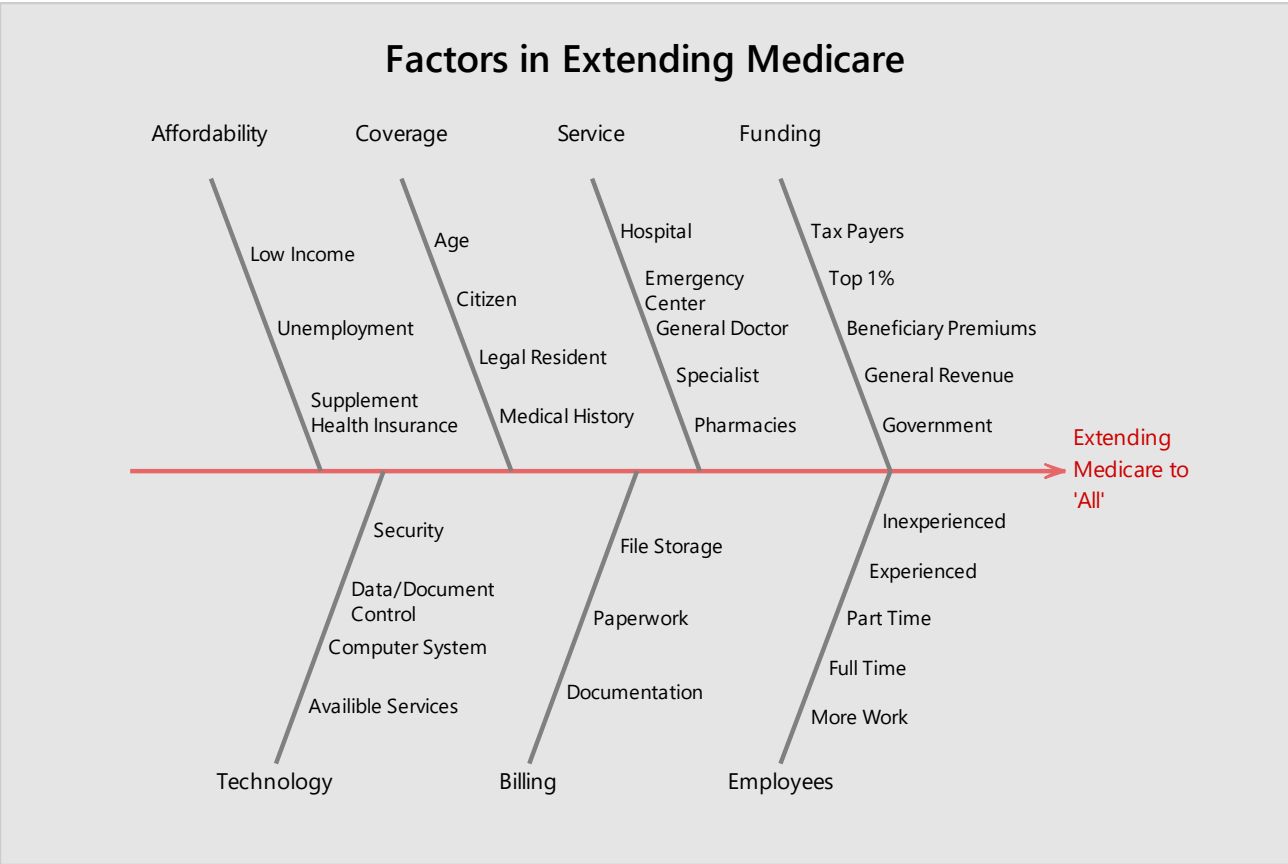 Factors in Extending Medicare
Affordability
Coverage
Service
Funding
Low Income
Unemployment
Supplement
Health Insurance
Age
Citizen
Legal Resident
Medical History
Hospital
Emergency
Center
General Doctor
Specialist
Pharmacies
Tax Payers
Top 1%
Beneficiary Premiums
General Revenue
Government
Extending
Medicare to
'All'
Security
Data/Document
Control
Computer System
Availible Services
File Storage
Paperwork
Documentation
Inexperienced
Experienced
Part Time
Full Time
More Work
Technology
Billing
Employees